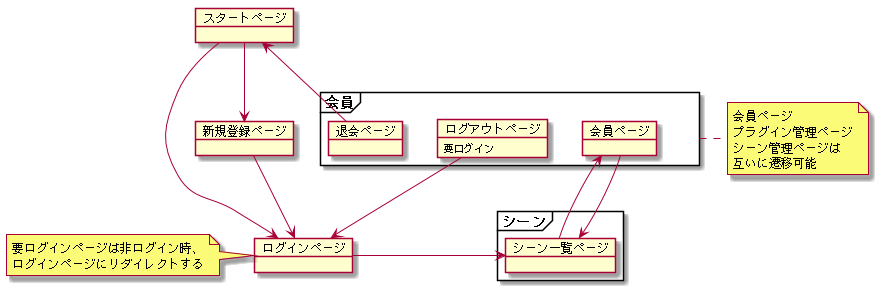 スタートページ
会員
会員ページ
プラグイン管理ページ
シーン管理ページは
互いに遷移可能
新規登録ページ
退会ページ
ログアウトページ
要ログイン
会員ページ
シーン
要ログインページは非ログイン時、
ログインページにリダイレクトする
ログインページ
シーン一覧ページ